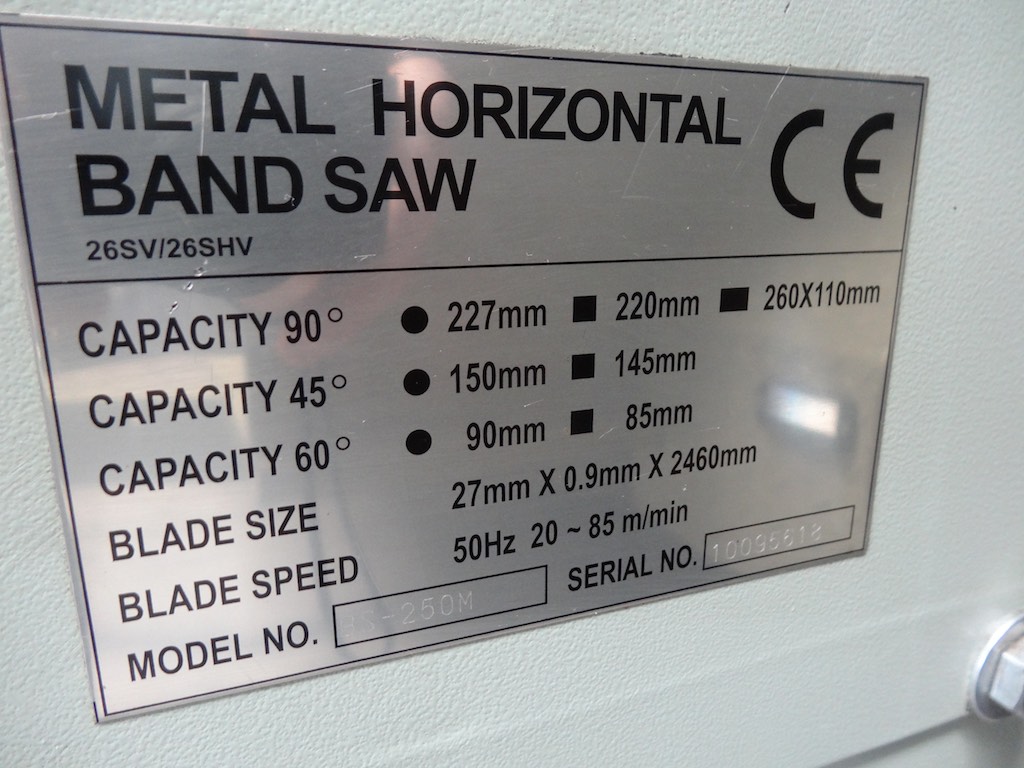 METAL HORIZONTAL
BAND SAW
CE
26SV/26SHV
CAPACITY 90° ● 227mm ■ 220mm ■ 260X110mm
CAPACITY 45° ● 150mm ■ 145mm
CAPACITY 60° ● 90mm ■ 85mm
BLADE SIZE 27mm X 0.9mm X 2460mm
BLADE SPEED 50Hz 20 ~ 85 m/min
MODEL NO. SERIAL NO. 10095618